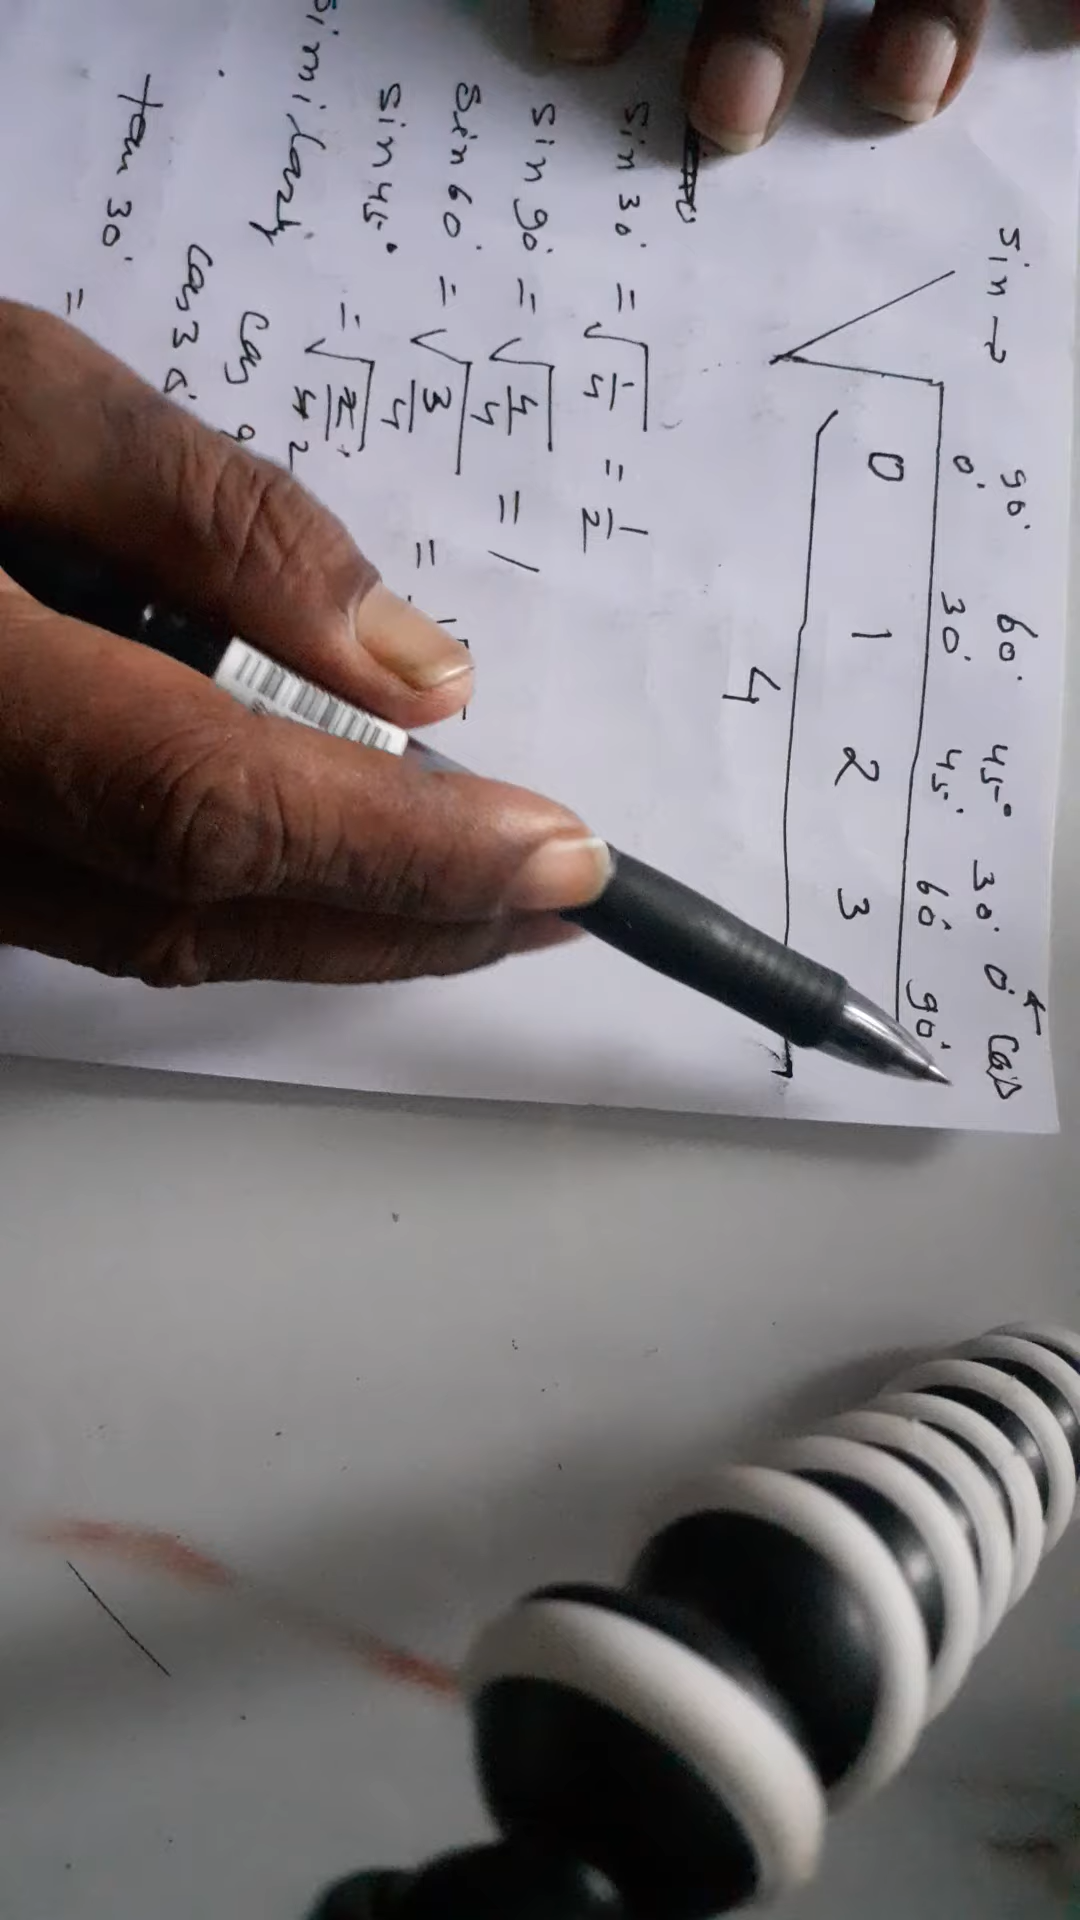 90° 60° 45° 30° 0° ← Cos
Sin → 0° 30° 45° 60° 90°
√ 0 1 2 3
4
Sin 30° = √1/4 = 1/2
Sin 90° = √4/4 = 1
Sin 60° = √3/4 =
Sin 45° = √2/4
Similarly Cos
Cos 30°
tan 30° =